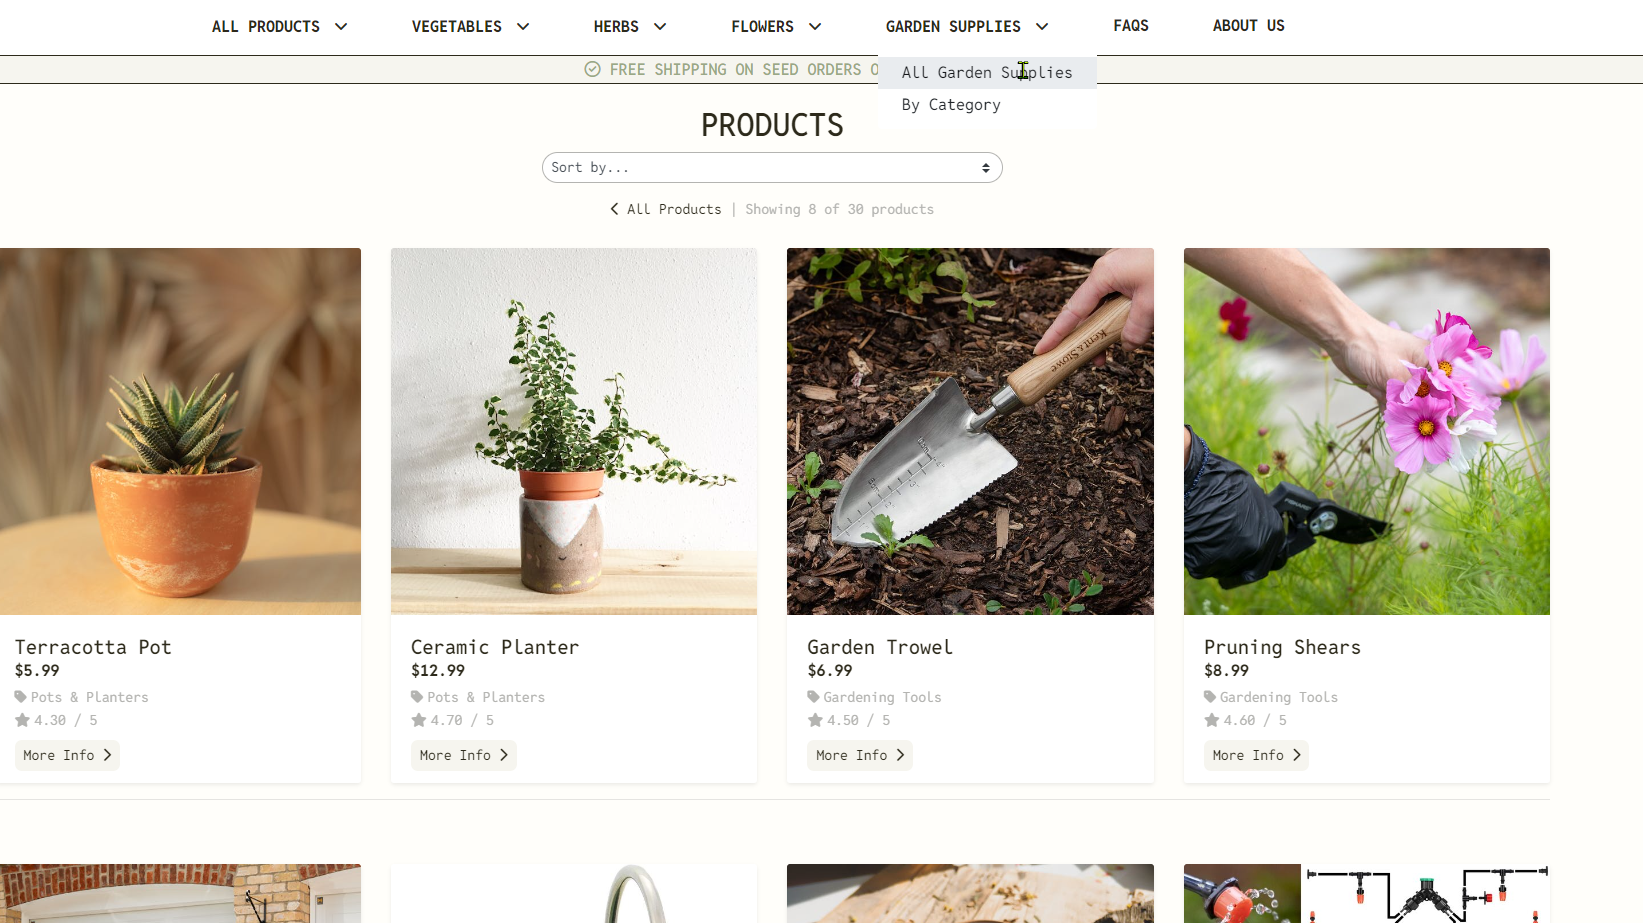 ALL PRODUCTS
VEGETABLES
HERBS
FLOWERS
GARDEN SUPPLIES
FAQS
ABOUT US
FREE SHIPPING ON SEED ORDERS
All Garden Supplies
By Category
PRODUCTS
Sort by...
All Products | Showing 8 of 30 products
Kent&Stowe
Terracotta Pot
$5.99
Pots & Planters
4.30 / 5
More Info
Ceramic Planter
$12.99
Pots & Planters
4.70 / 5
More Info
Garden Trowel
$6.99
Gardening Tools
4.50 / 5
More Info
Pruning Shears
$8.99
Gardening Tools
4.60 / 5
More Info